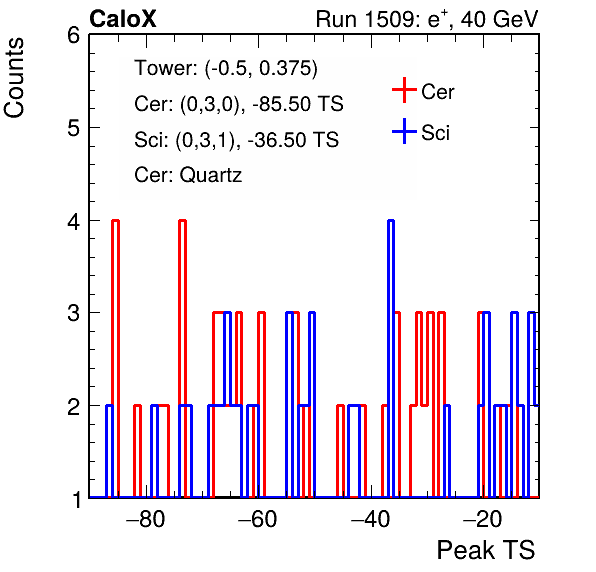 CaloX Run 1509: e⁺, 40 GeV
Counts
6
5
4
3
2
1
Tower: (-0.5, 0.375)
Cer: (0,3,0), -85.50 TS
Sci: (0,3,1), -36.50 TS
Cer: Quartz
Cer
Sci
−80 −60 −40 −20
Peak TS